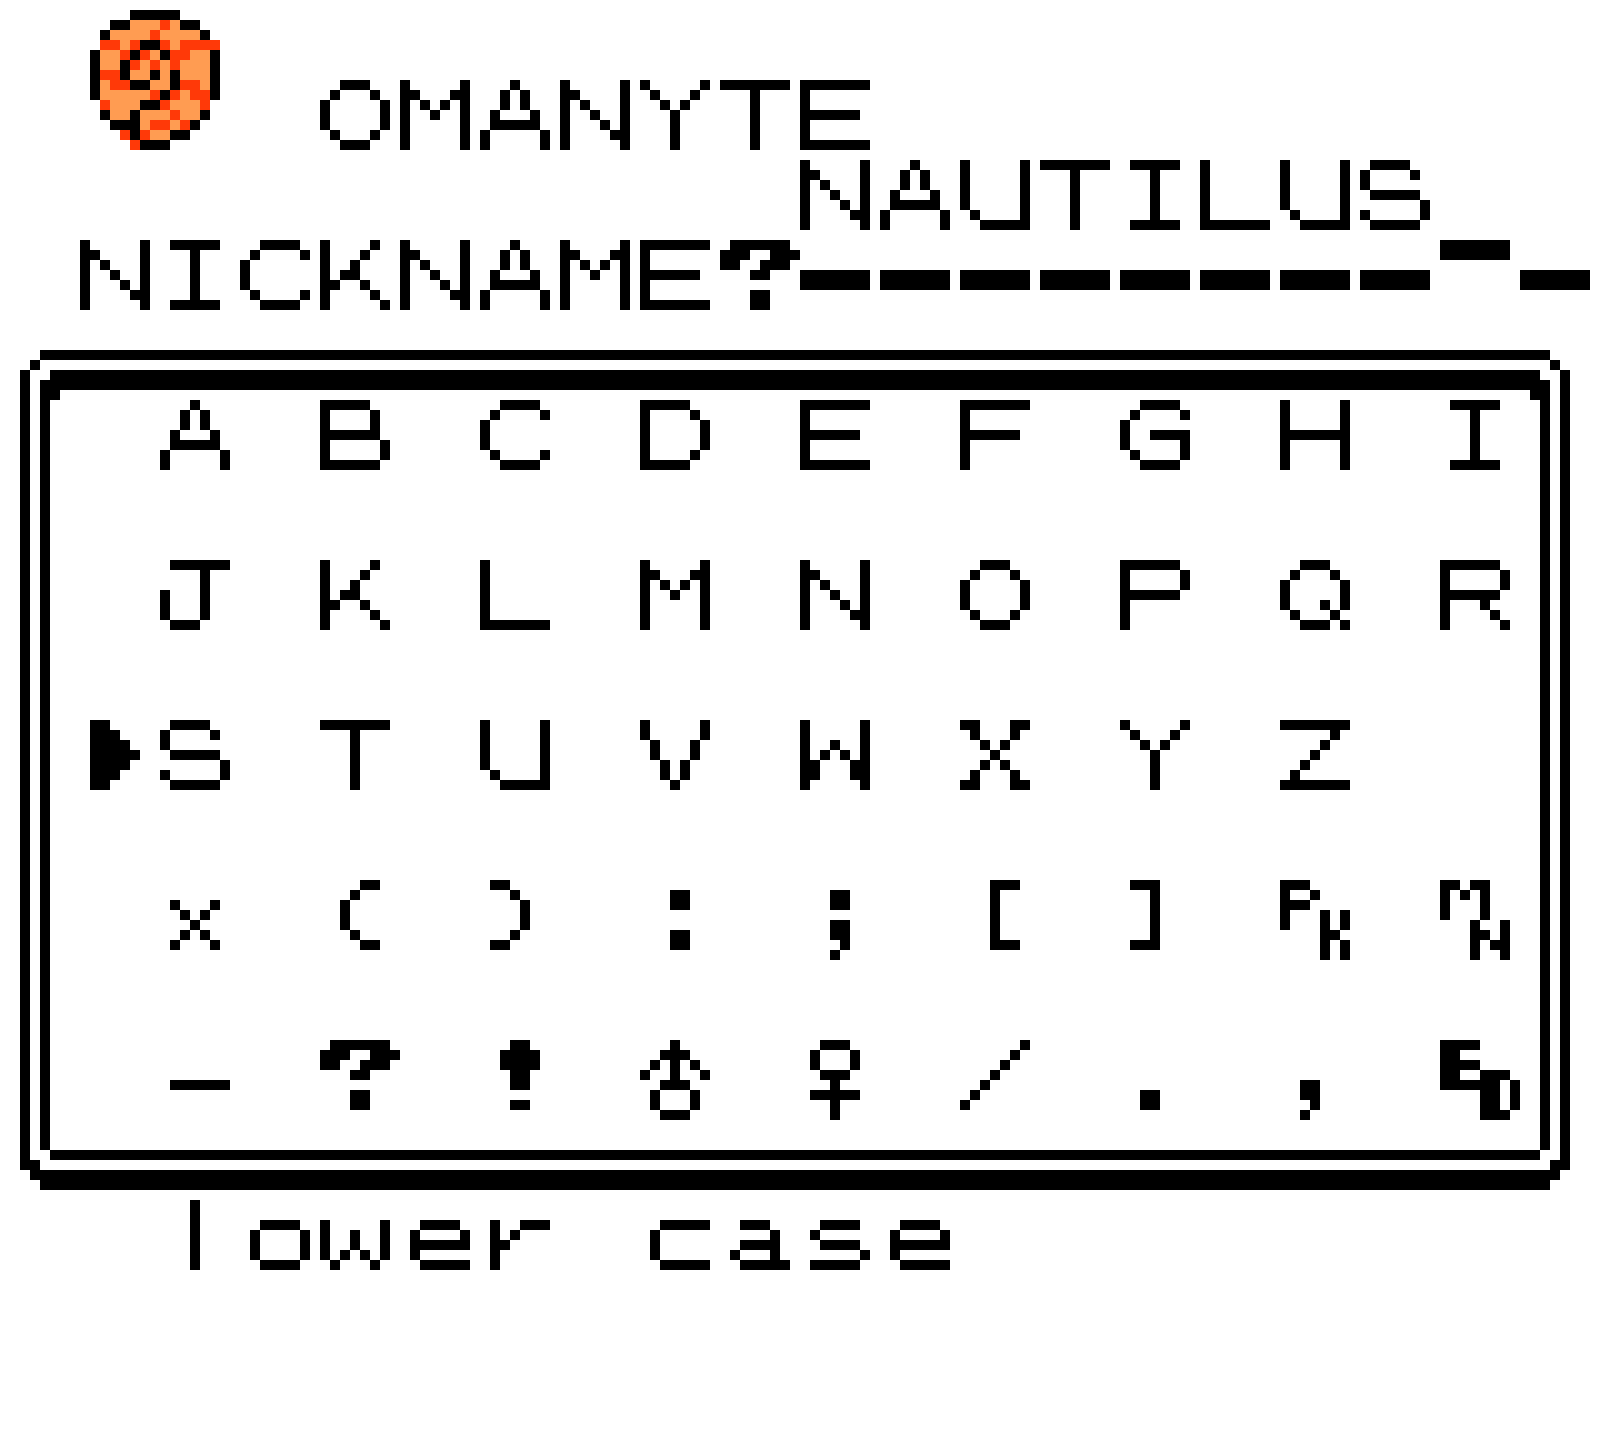 OMANYTE
NAUTILUS
NICKNAME?
A B C D E F G H I
J K L M N O P Q R
S T U V W X Y Z
× ( ) : ; [ ] PK MN
- ? ! ♂ ♀ / . , ED
lower case